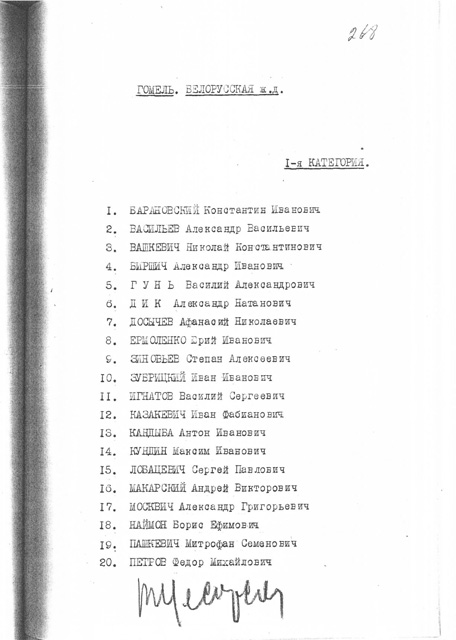 268
ГОМЕЛЬ. БЕЛОРУССКАЯ ж.д.
I-я КАТЕГОРИЯ.
1. БАРАНОВСКИЙ Константин Иванович
2. ВАСИЛЬЕВ Александр Васильевич
3. ВАШКЕВИЧ Николай Константинович
4. БИРШИЧ Александр Иванович
5. Г У Н Ь Василий Александрович
6. Д И К Александр Натанович
7. ДОСЫЧЕВ Афанасий Николаевич
8. ЕРМОЛЕНКО Юрий Иванович
9. ЗИНОВЬЕВ Степан Алексеевич
10. ЗУБРИЦКИЙ Иван Иванович
11. ИГНАТОВ Василий Сергеевич
12. КАЗАКЕВИЧ Иван Фабианович
13. КАНДЫБА Антон Иванович
14. КУНДИН Максим Иванович
15. ЛОБАЦЕВИЧ Сергей Павлович
16. МАКАРСКИЙ Андрей Викторович
17. МОСКВИЧ Александр Григорьевич
18. НАЙМОН Борис Ефимович
19. ПАШКЕВИЧ Митрофан Семенович
20. ПЕТРОВ Федор Михайлович